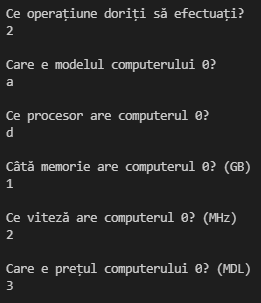 Ce operațiune doriți să efectuați?
2
Care e modelul computerului 0?
a
Ce procesor are computerul 0?
d
Câtă memorie are computerul 0? (GB)
1
Ce viteză are computerul 0? (MHz)
2
Care e prețul computerului 0? (MDL)
3